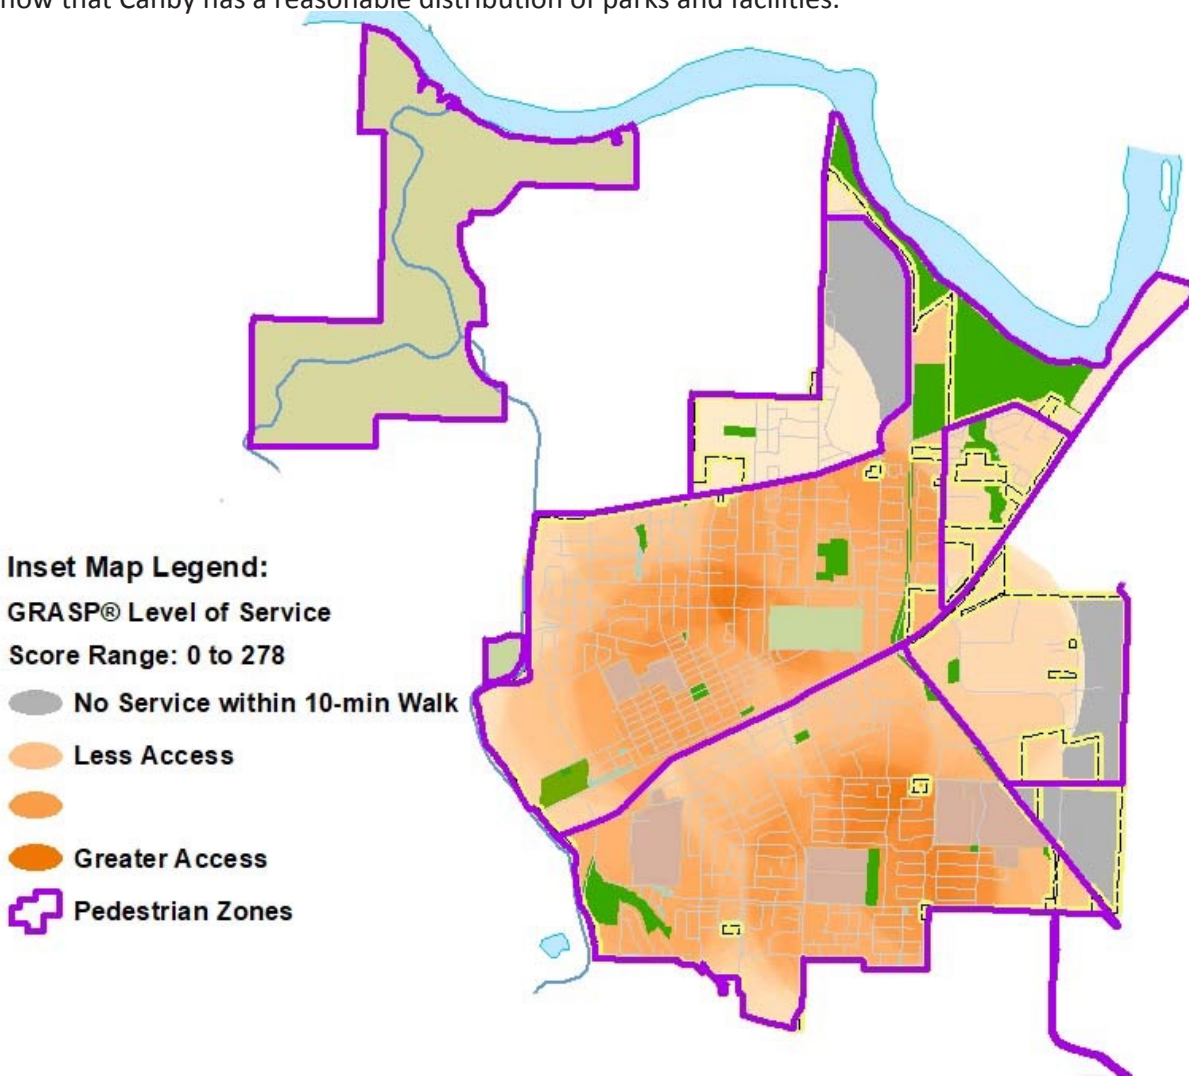 now that Canby has a reasonable distribution of parks and facilities.
Inset Map Legend:
GRASP® Level of Service
Score Range: 0 to 278
No Service within 10-min Walk
Less Access
Greater Access
Pedestrian Zones